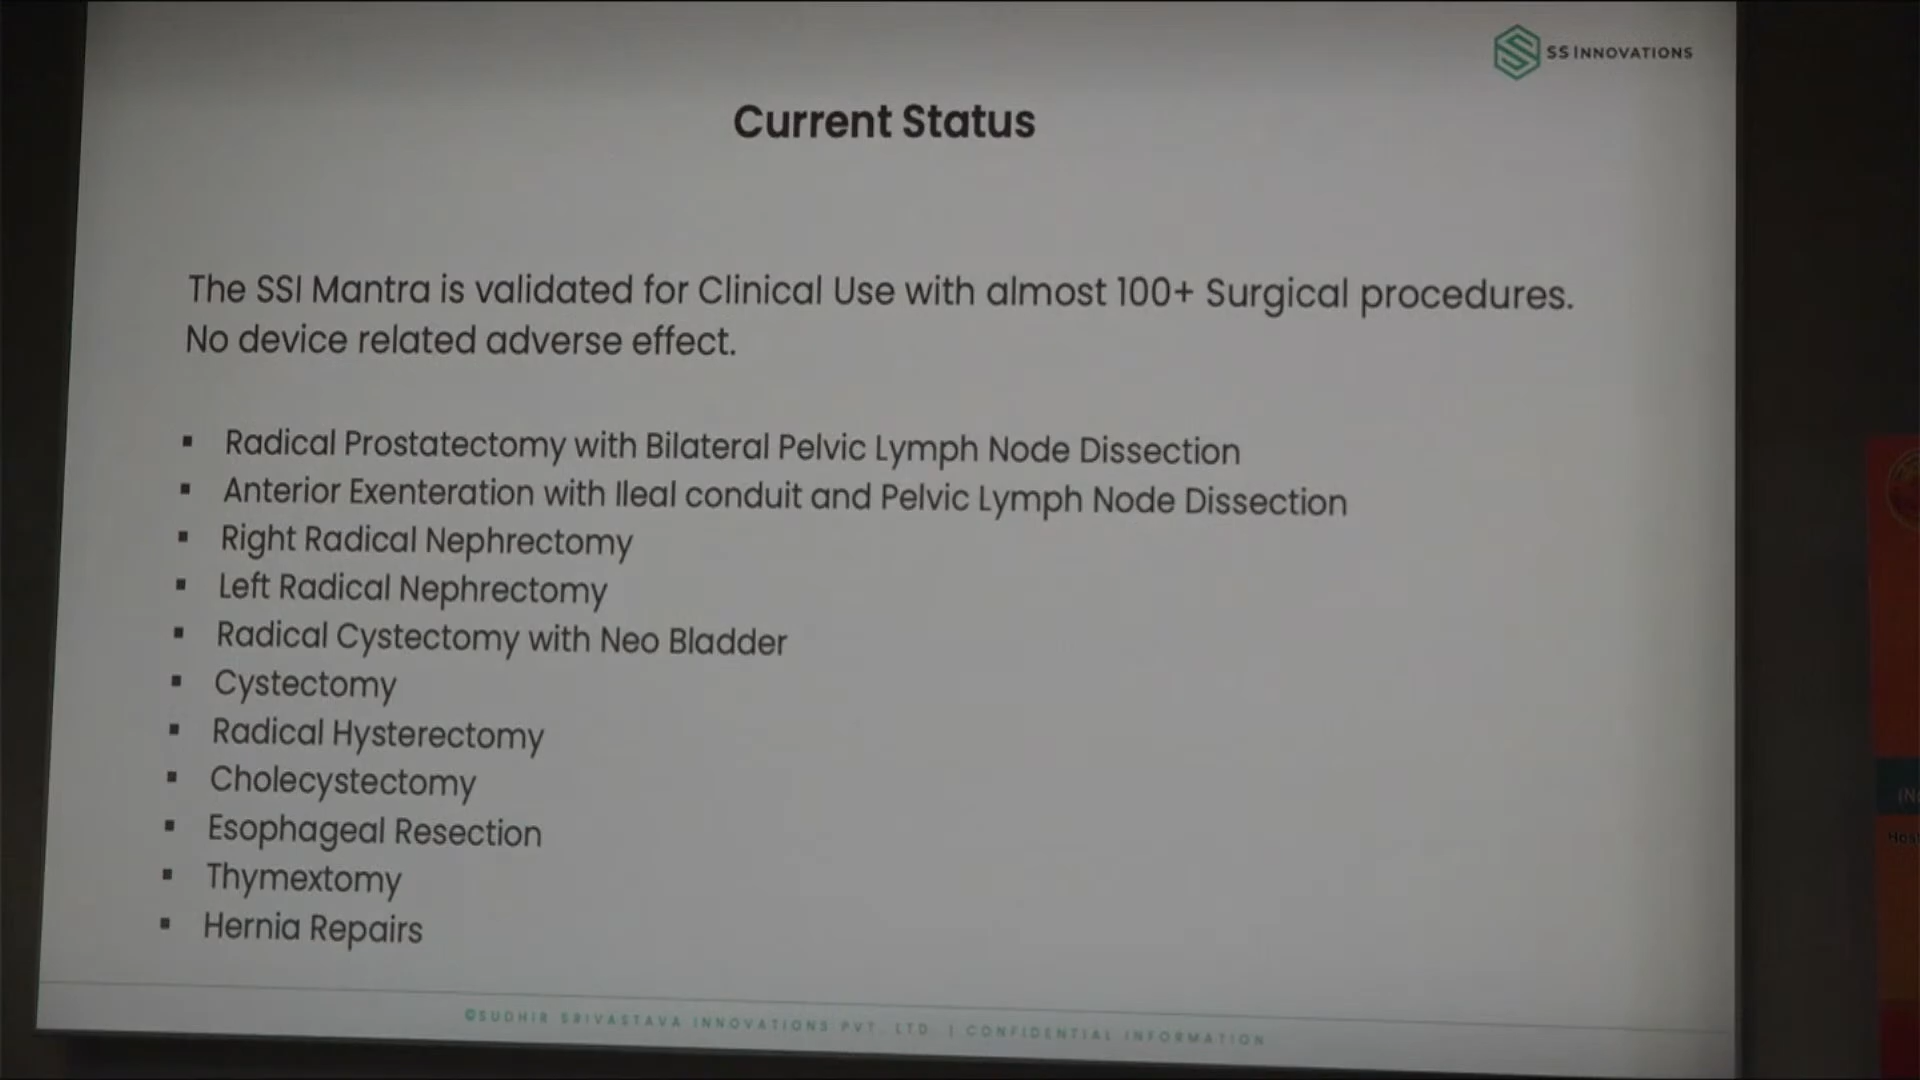 SS INNOVATIONS
Current Status
The SSI Mantra is validated for Clinical Use with almost 100+ Surgical procedures.
No device related adverse effect.
▪ Radical Prostatectomy with Bilateral Pelvic Lymph Node Dissection
▪ Anterior Exenteration with Ileal conduit and Pelvic Lymph Node Dissection
▪ Right Radical Nephrectomy
▪ Left Radical Nephrectomy
▪ Radical Cystectomy with Neo Bladder
▪ Cystectomy
▪ Radical Hysterectomy
▪ Cholecystectomy
▪ Esophageal Resection
▪ Thymextomy
▪ Hernia Repairs
©SUDHIR SRIVASTAVA INNOVATIONS PVT. LTD. | CONFIDENTIAL INFORMATION